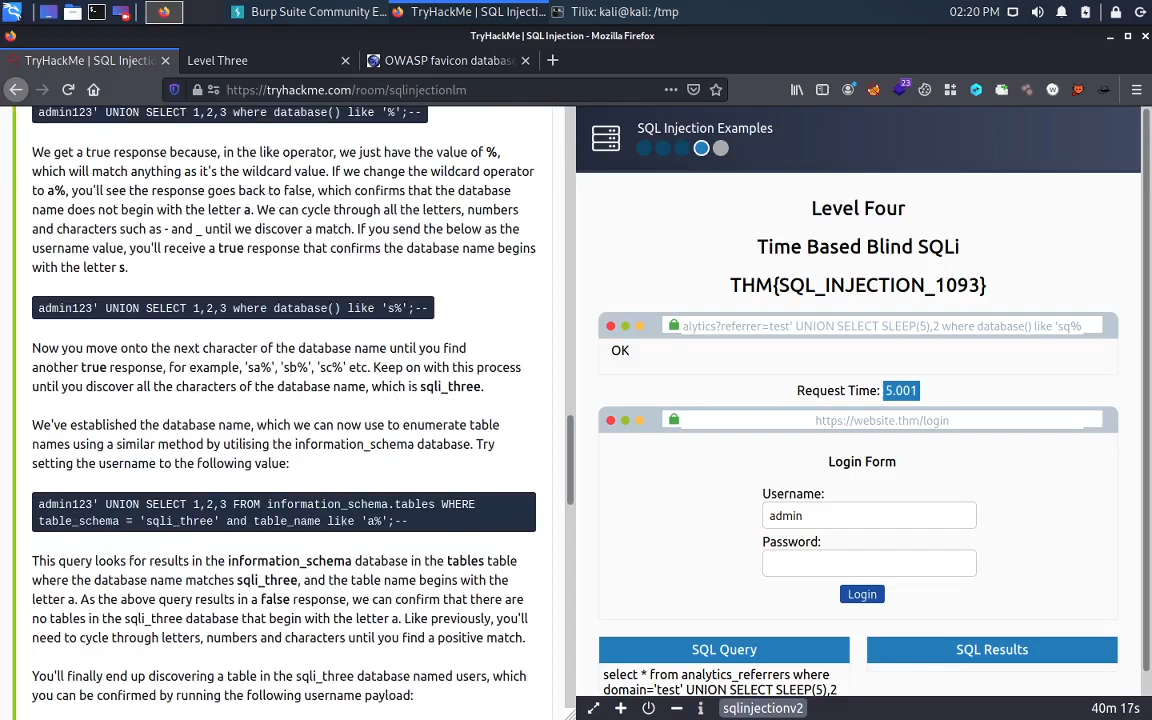 Burp Suite Community E...
TryHackMe | SQL Injecti...
Tilix: kali@kali: /tmp
02:20 PM
TryHackMe | SQL Injection - Mozilla Firefox
TryHackMe | SQL Injectio
Level Three
OWASP favicon database
https://tryhackme.com/room/sqlinjectionlm
23
admin123' UNION SELECT 1,2,3 where database() like '%';--
We get a true response because, in the like operator, we just have the value of %,
which will match anything as it's the wildcard value. If we change the wildcard operator
to a%, you'll see the response goes back to false, which confirms that the database
name does not begin with the letter a. We can cycle through all the letters, numbers
and characters such as - and _ until we discover a match. If you send the below as the
username value, you'll receive a true response that confirms the database name begins
with the letter s.
admin123' UNION SELECT 1,2,3 where database() like 's%';--
Now you move onto the next character of the database name until you find
another true response, for example, 'sa%', 'sb%', 'sc%' etc. Keep on with this process
until you discover all the characters of the database name, which is sqli_three.
We've established the database name, which we can now use to enumerate table
names using a similar method by utilising the information_schema database. Try
setting the username to the following value:
admin123' UNION SELECT 1,2,3 FROM information_schema.tables WHERE
table_schema = 'sqli_three' and table_name like 'a%';--
This query looks for results in the information_schema database in the tables table
where the database name matches sqli_three, and the table name begins with the
letter a. As the above query results in a false response, we can confirm that there are
no tables in the sqli_three database that begin with the letter a. Like previously, you'll
need to cycle through letters, numbers and characters until you find a positive match.
You'll finally end up discovering a table in the sqli_three database named users, which
you can be confirmed by running the following username payload:
SQL Injection Examples
Level Four
Time Based Blind SQLi
THM{SQL_INJECTION_1093}
alytics?referrer=test' UNION SELECT SLEEP(5),2 where database() like 'sq%
OK
Request Time: 5.001
https://website.thm/login
Login Form
Username:
admin
Password:
Login
SQL Query
SQL Results
select * from analytics_referrers where
domain='test' UNION SELECT SLEEP(5),2
sqlinjectionv2
40m 17s